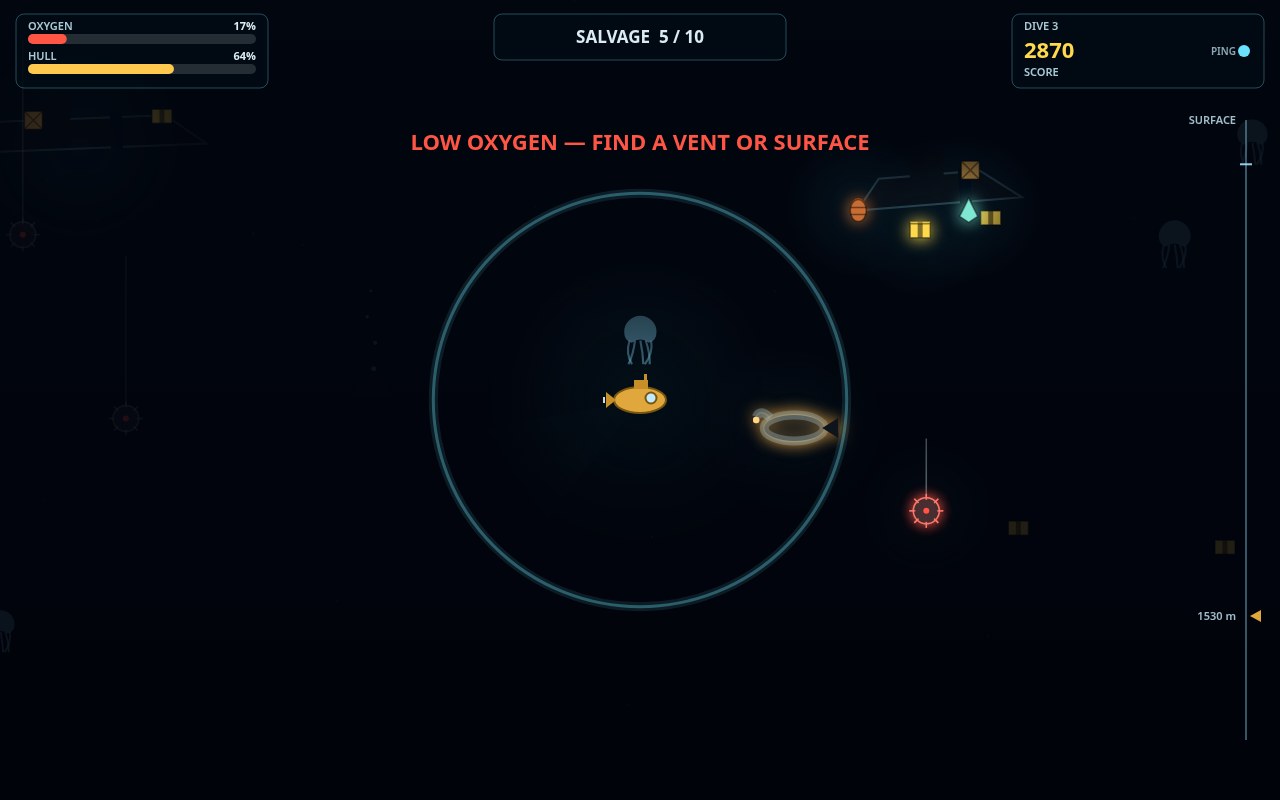 OXYGEN 17%
HULL 64%
SALVAGE 5 / 10
DIVE 3
2870
PING
SCORE
SURFACE
LOW OXYGEN — FIND A VENT OR SURFACE
1530 m